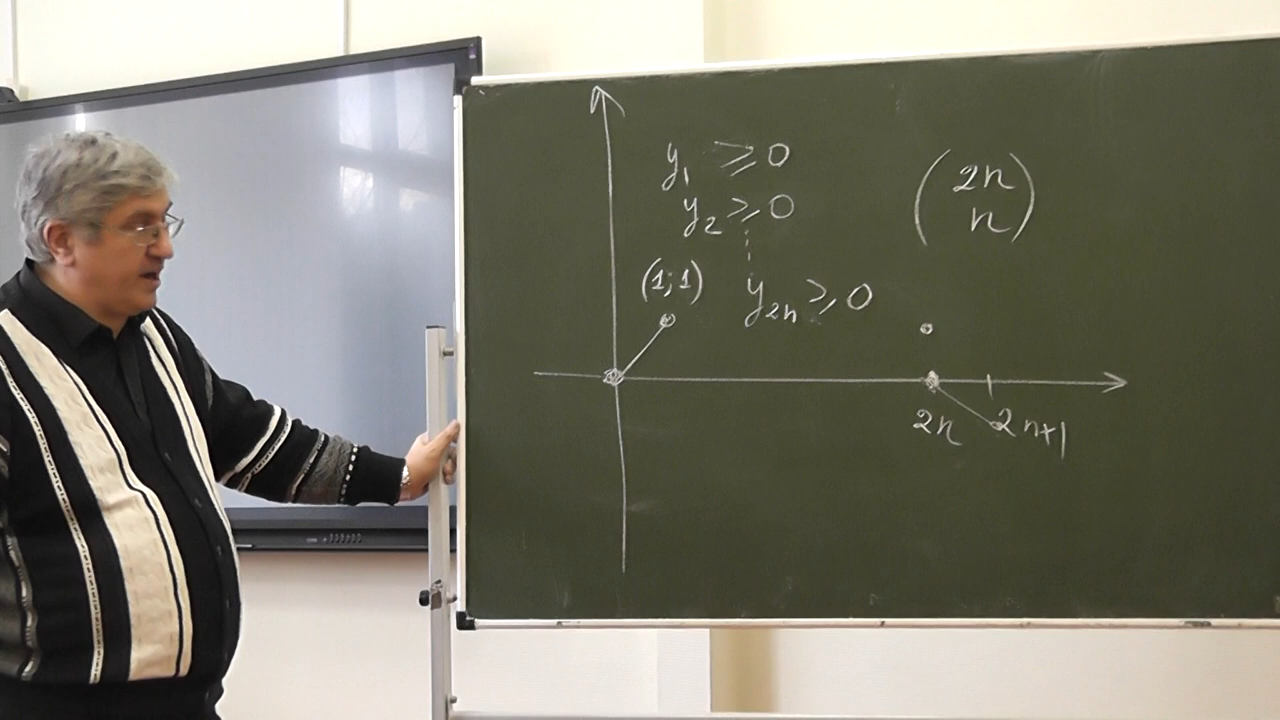 y₁ ⩾ 0
y₂ ⩾ 0
⋮
y₂ₙ ⩾ 0
(2n
n)
(1;1)
2n
2n+1